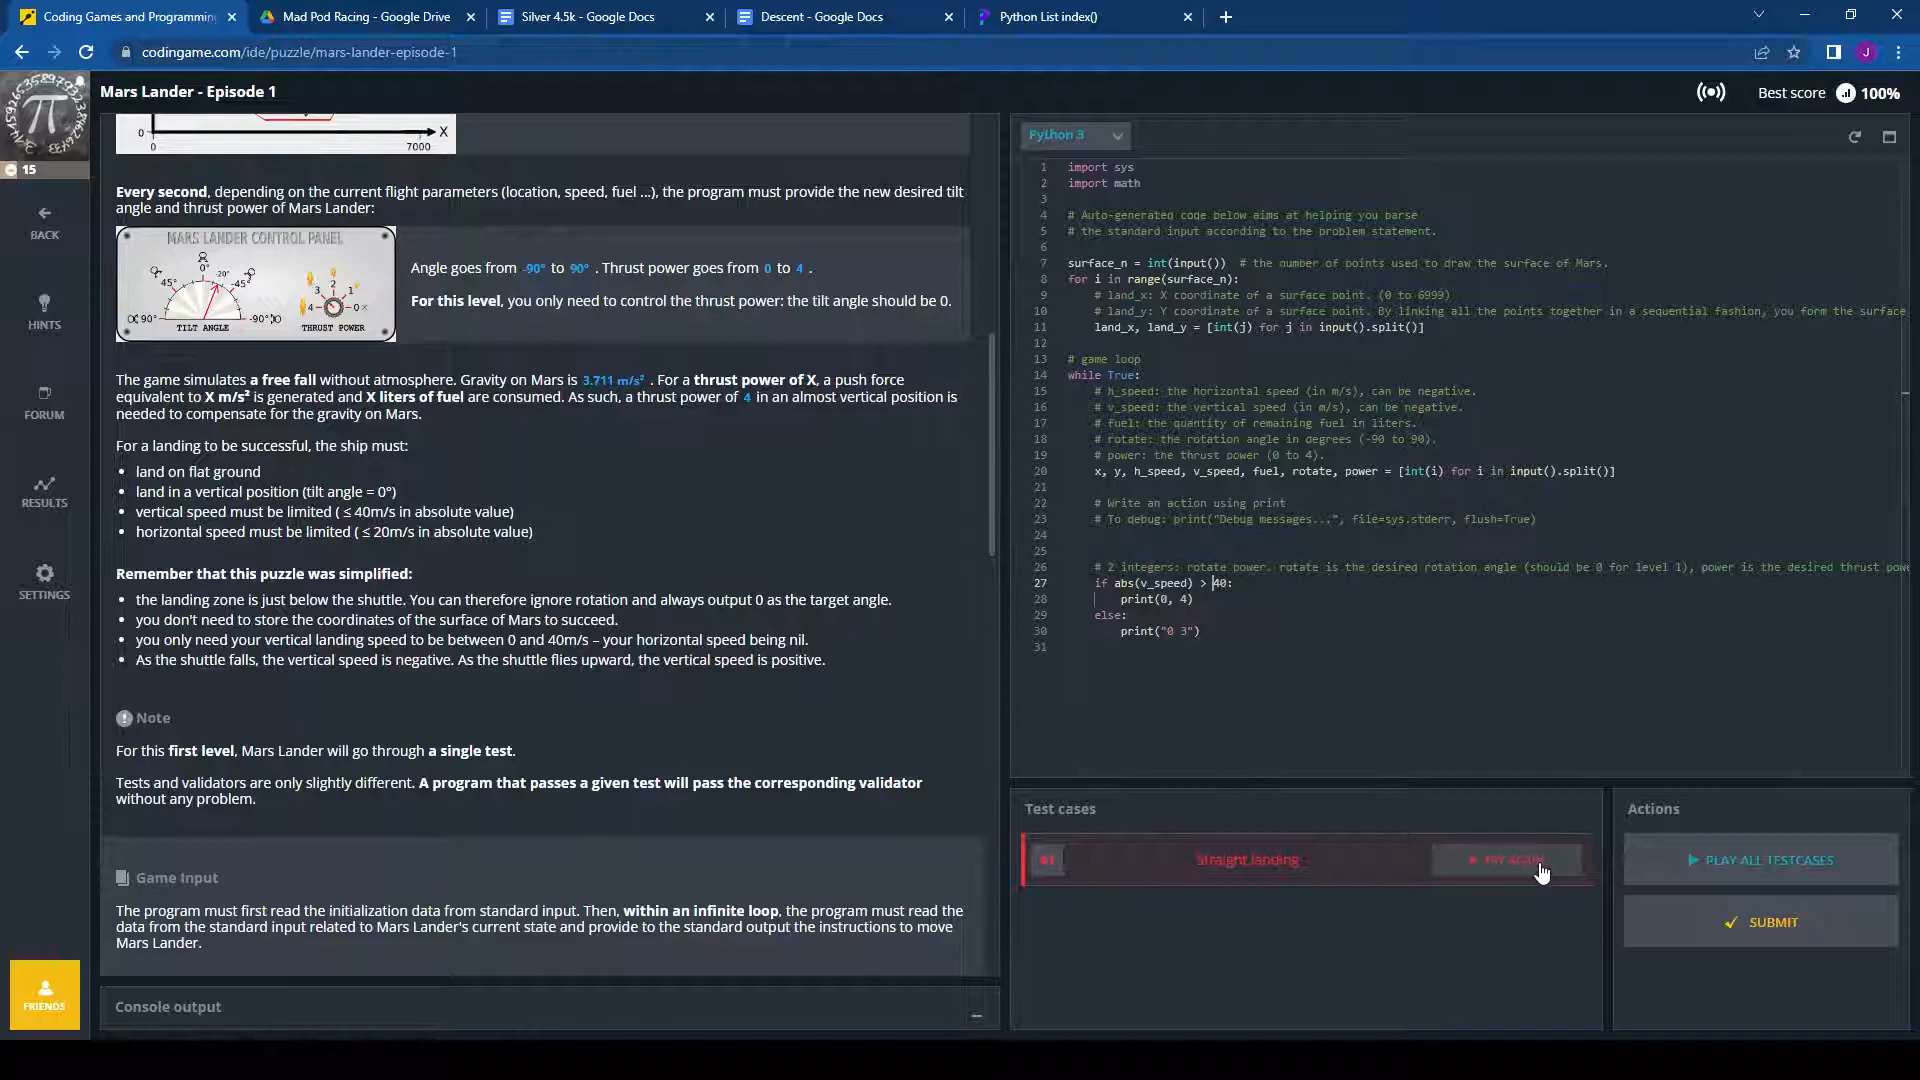 Coding Games and Programmin
Mad Pod Racing - Google Drive
Silver 4.5k - Google Docs
Descent - Google Docs
Python List index()
codingame.com/ide/puzzle/mars-lander-episode-1
J
Mars Lander - Episode 1
Best score 100%
15
BACK
HINTS
FORUM
RESULTS
SETTINGS
FRIENDS
0
X
0
7000
Every second, depending on the current flight parameters (location, speed, fuel ...), the program must provide the new desired tilt
angle and thrust power of Mars Lander:
MARS LANDER CONTROL PANEL
0°
-20°
45°
-45°
90°
-90°
TILT ANGLE
4
3
2
1
0
THRUST POWER
Angle goes from -90° to 90° . Thrust power goes from 0 to 4 .
For this level, you only need to control the thrust power: the tilt angle should be 0.
The game simulates a free fall without atmosphere. Gravity on Mars is 3.711 m/s² . For a thrust power of X, a push force
equivalent to X m/s² is generated and X liters of fuel are consumed. As such, a thrust power of 4 in an almost vertical position is
needed to compensate for the gravity on Mars.
For a landing to be successful, the ship must:
• land on flat ground
• land in a vertical position (tilt angle = 0°)
• vertical speed must be limited ( ≤ 40m/s in absolute value)
• horizontal speed must be limited ( ≤ 20m/s in absolute value)
Remember that this puzzle was simplified:
• the landing zone is just below the shuttle. You can therefore ignore rotation and always output 0 as the target angle.
• you don't need to store the coordinates of the surface of Mars to succeed.
• you only need your vertical landing speed to be between 0 and 40m/s – your horizontal speed being nil.
• As the shuttle falls, the vertical speed is negative. As the shuttle flies upward, the vertical speed is positive.
Note
For this first level, Mars Lander will go through a single test.
Tests and validators are only slightly different. A program that passes a given test will pass the corresponding validator
without any problem.
Game Input
The program must first read the initialization data from standard input. Then, within an infinite loop, the program must read the
data from the standard input related to Mars Lander's current state and provide to the standard output the instructions to move
Mars Lander.
Console output
Python 3
1 import sys
2 import math
3
4 # Auto-generated code below aims at helping you parse
5 # the standard input according to the problem statement.
6
7 surface_n = int(input())  # the number of points used to draw the surface of Mars.
8 for i in range(surface_n):
9     # land_x: X coordinate of a surface point. (0 to 6999)
10     # land_y: Y coordinate of a surface point. By linking all the points together in a sequential fashion, you form the surface
11     land_x, land_y = [int(j) for j in input().split()]
12
13 # game loop
14 while True:
15     # h_speed: the horizontal speed (in m/s), can be negative.
16     # v_speed: the vertical speed (in m/s), can be negative.
17     # fuel: the quantity of remaining fuel in liters.
18     # rotate: the rotation angle in degrees (-90 to 90).
19     # power: the thrust power (0 to 4).
20     x, y, h_speed, v_speed, fuel, rotate, power = [int(i) for i in input().split()]
21
22     # Write an action using print
23     # To debug: print("Debug messages...", file=sys.stderr, flush=True)
24
25
26     # 2 integers: rotate power. rotate is the desired rotation angle (should be 0 for level 1), power is the desired thrust pow
27     if abs(v_speed) > 40:
28         print(0, 4)
29     else:
30         print("0 3")
31
Test cases
01
Straight landing
TRY AGAIN
Actions
PLAY ALL TESTCASES
SUBMIT